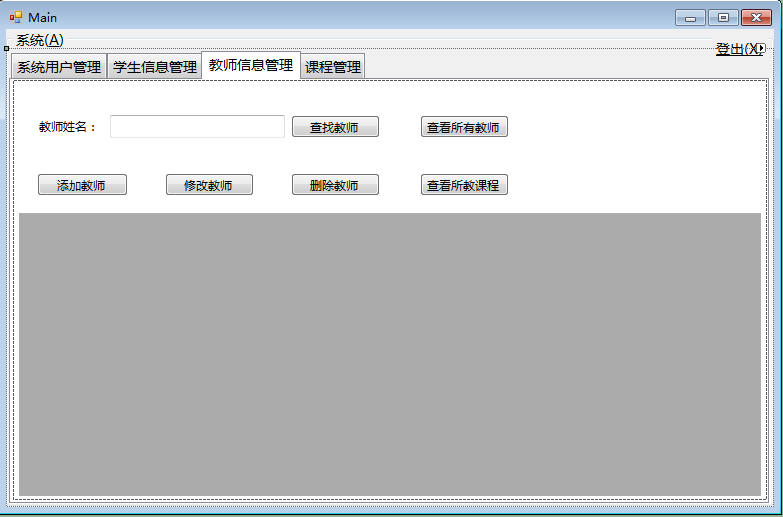 Main
系统(A)
登出(X)
系统用户管理 学生信息管理 教师信息管理 课程管理
教师姓名： 查找教师 查看所有教师
添加教师 修改教师 删除教师 查看所教课程